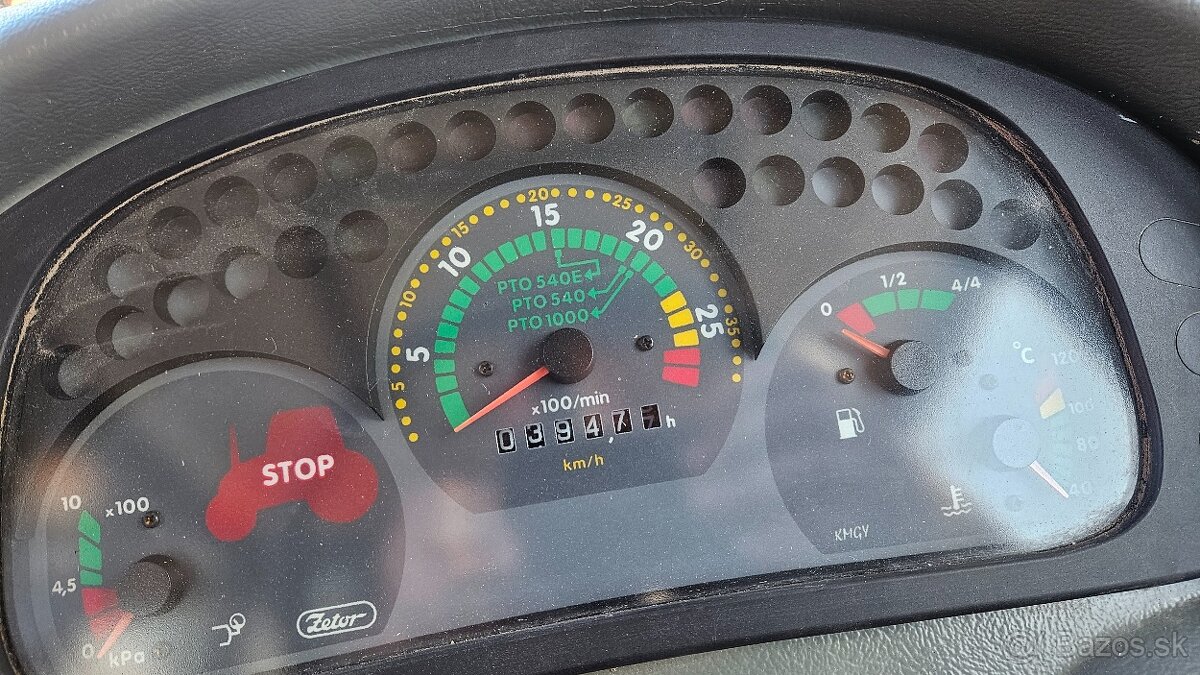 5 10 15 20 25 30 35
5 10 15 20 25
PTO 540E
PTO 540
PTO 1000
x100/min
0394,77 h
km/h
STOP
10 x100
4,5
0 kPa
Zetor
0 1/2 4/4
°C
120
100
80
40
KMGY
Bazos.sk